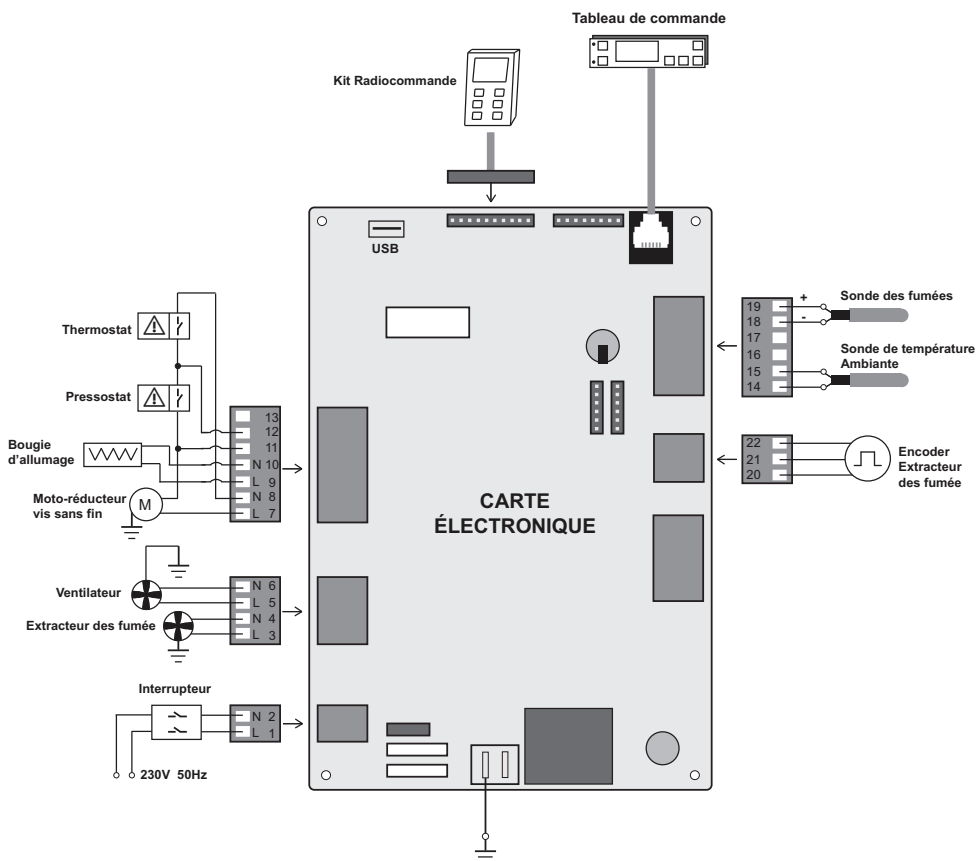 Tableau de commande
Kit Radiocommande
USB
Thermostat
Pressostat
Bougie
d'allumage
Moto-réducteur
vis sans fin
M
13
12
11
N 10
L 9
N 8
L 7
Ventilateur
Extracteur des fumée
N 6
L 5
N 4
L 3
Interrupteur
N 2
L 1
230V 50Hz
CARTE
ÉLECTRONIQUE
19
18
17
16
15
14
+
-
Sonde des fumées
Sonde de température
Ambiante
22
21
20
Encoder
Extracteur
des fumée